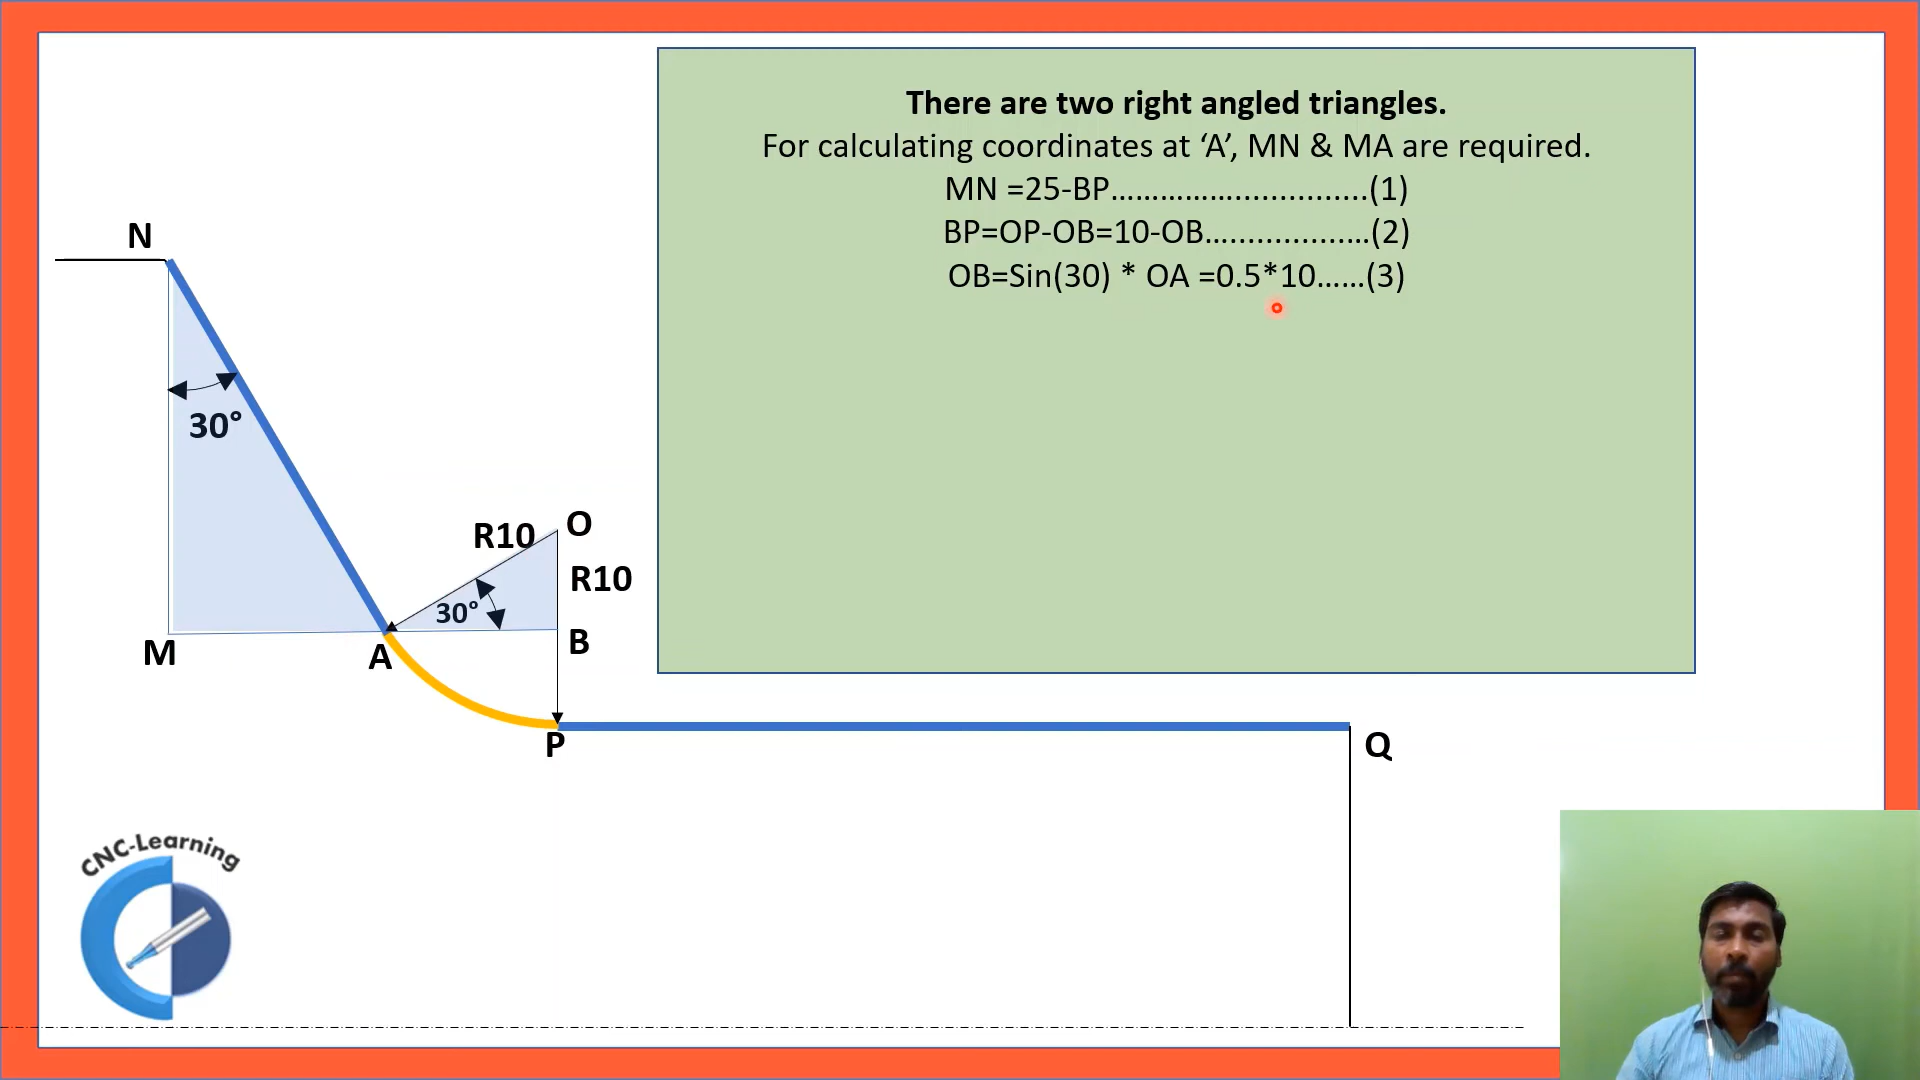 There are two right angled triangles.
For calculating coordinates at ‘A’, MN & MA are required.
MN =25-BP................................(1)
BP=OP-OB=10-OB....................(2)
OB=Sin(30) * OA =0.5*10......(3)
N
30°
R10
O
R10
30°
B
M
A
P
Q
CNC-Learning